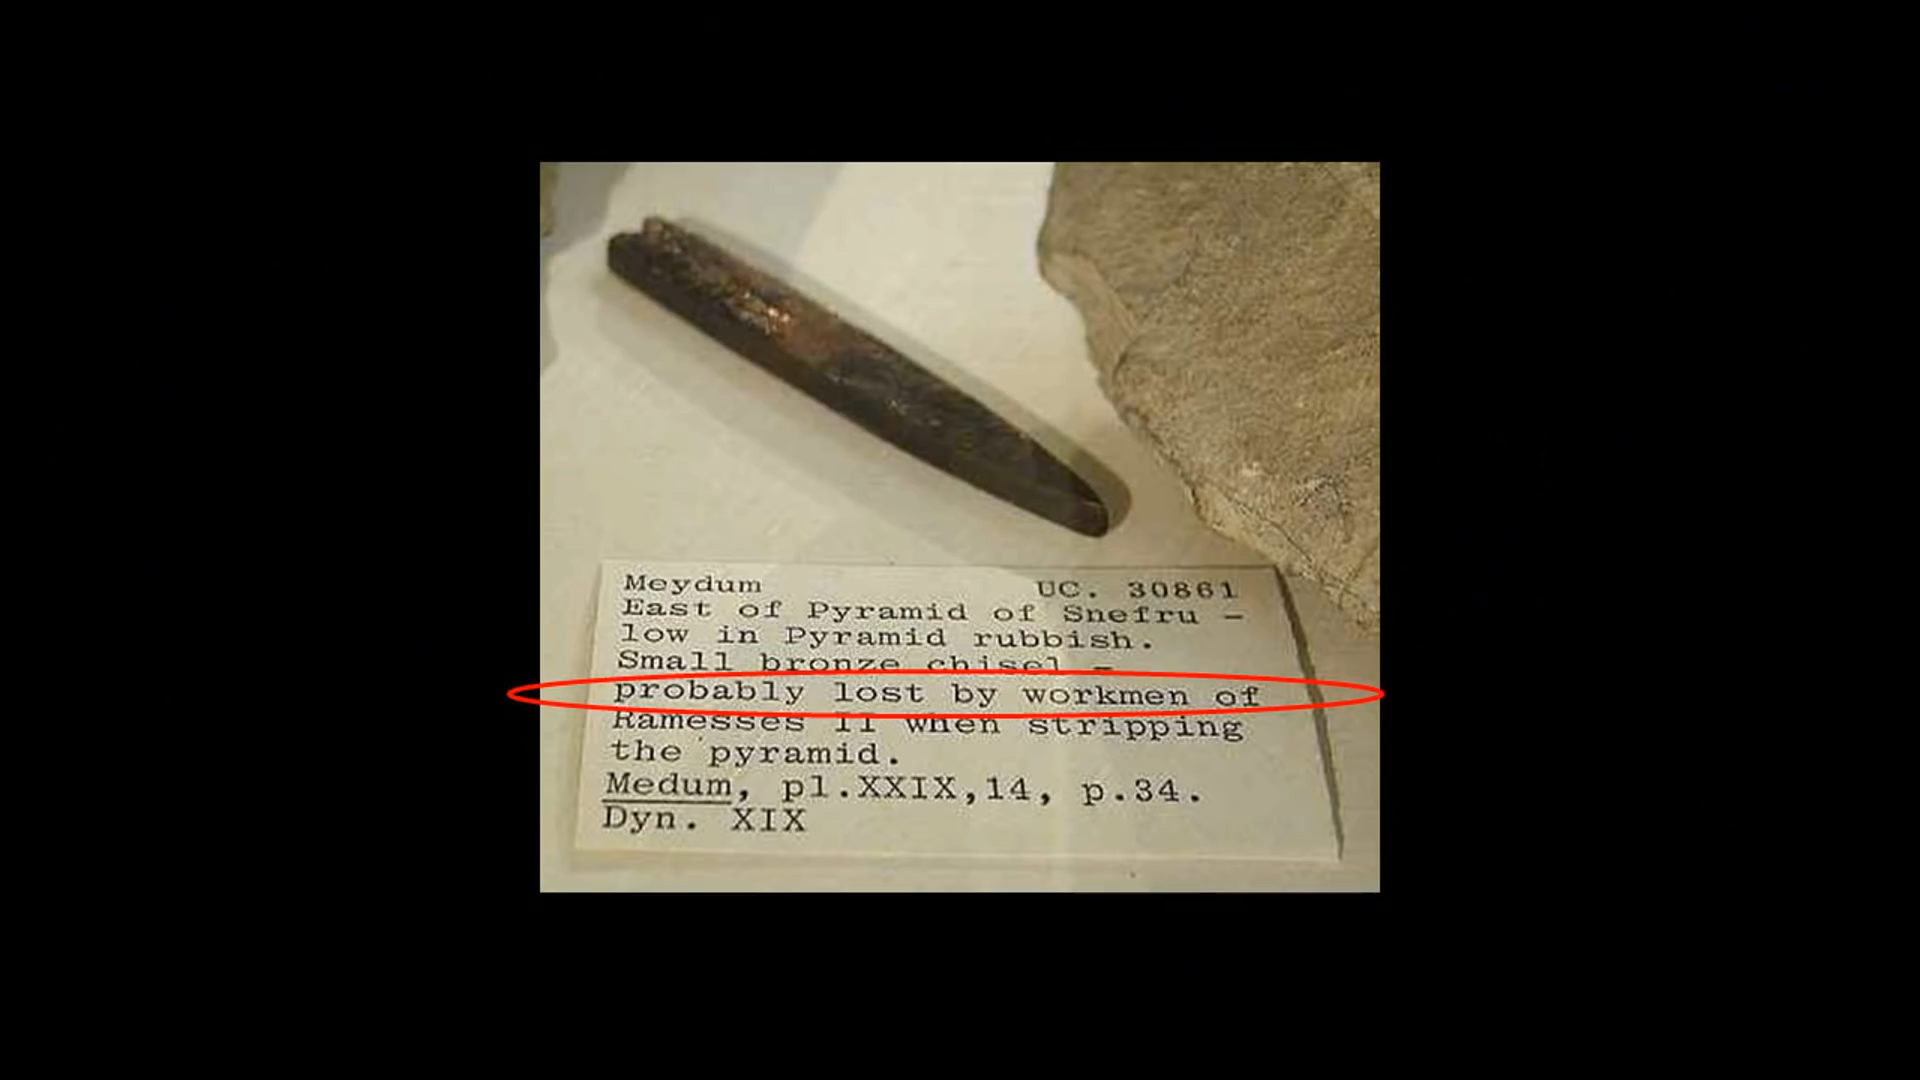 Meydum UC. 30861
East of Pyramid of Snefru -
low in Pyramid rubbish.
Small bronze chisel -
probably lost by workmen of
Ramesses II when stripping
the pyramid.
Medum, pl.XXIX,14, p.34.
Dyn. XIX